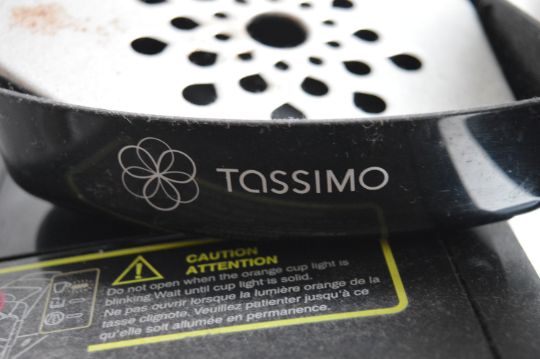 TASSIMO
CAUTION
ATTENTION
Do not open when the orange cup light is
blinking. Wait until cup light is solid.
Ne pas ouvrir lorsque la lumière orange de la
tasse clignote. Veuillez patienter jusqu'à ce
qu'elle soit allumée en permanence.